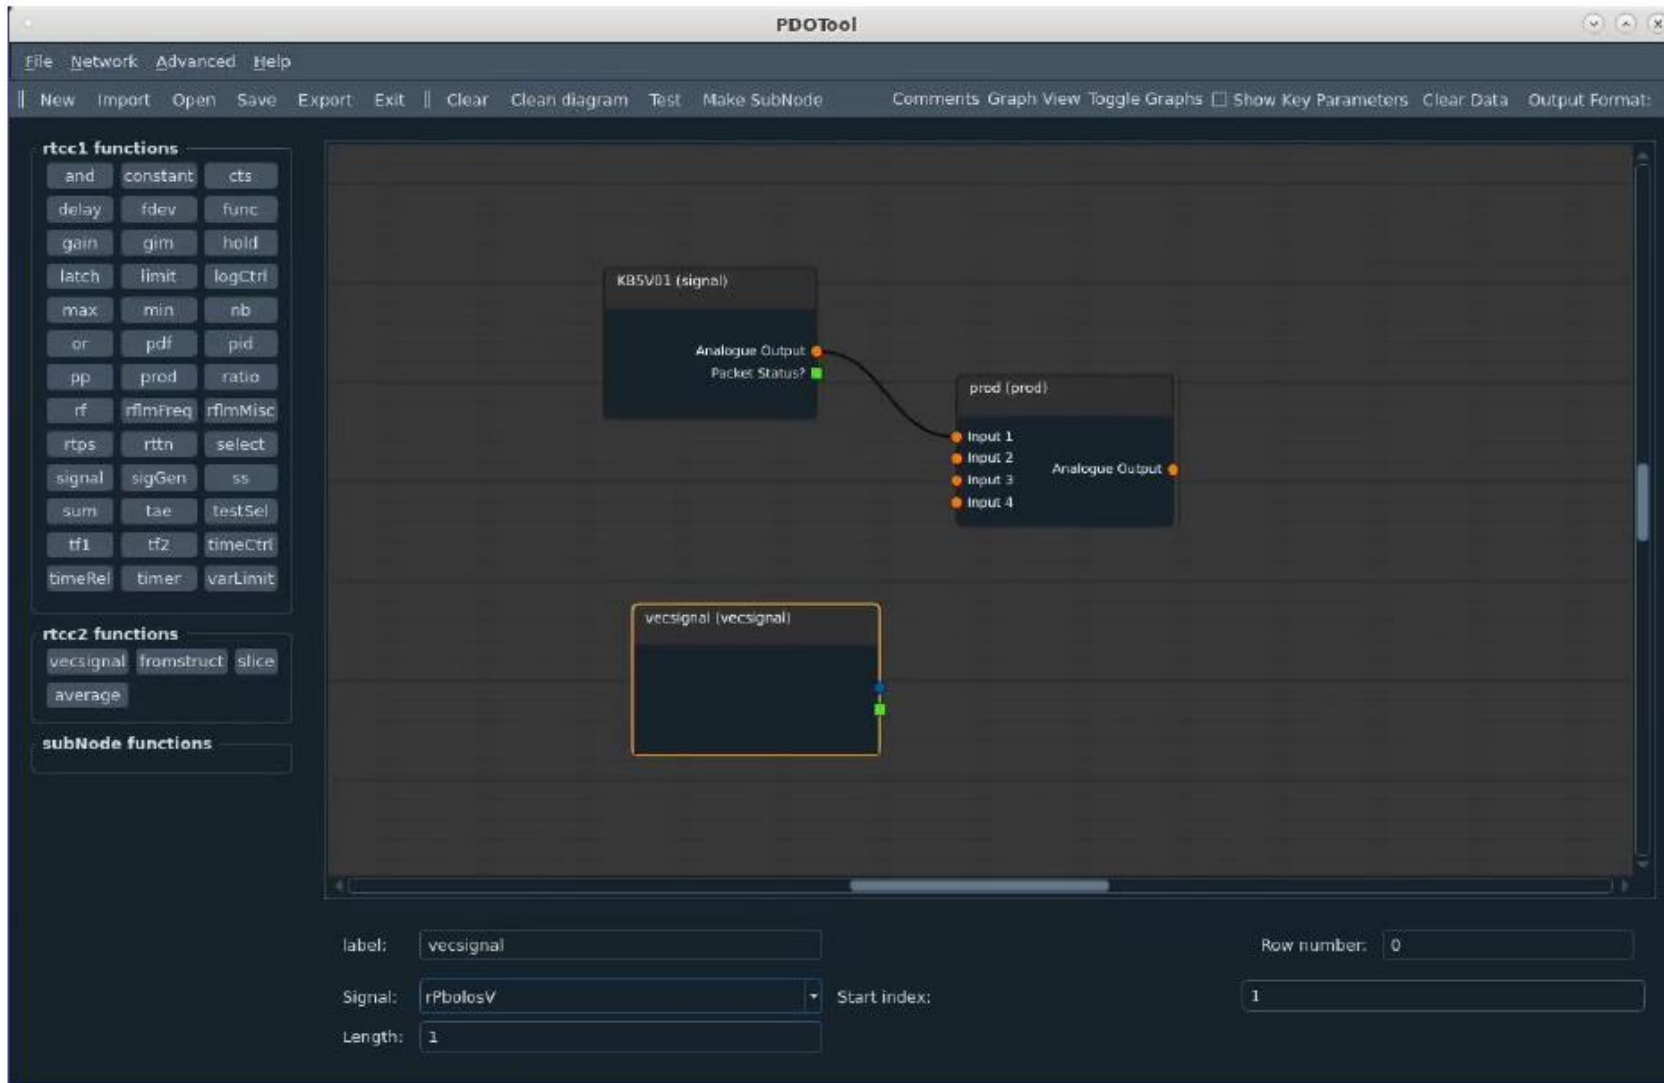 PDOTool
File Network Advanced Help
New Import Open Save Export Exit Clear Clean diagram Test Make SubNode Comments Graph View Toggle Graphs Show Key Parameters Clear Data Output Format:
rtcc1 functions
and constant cts
delay fdev func
gain gim hold
latch limit logCtrl
max min nb
or pdf pid
pp prod ratio
rf rflmFreq rflmMisc
rtps rttn select
signal sigGen ss
sum tae testSel
tf1 tf2 timeCtrl
timeRel timer varLimit
rtcc2 functions
vecsignal fromstruct slice
average
subNode functions
KB5V01 (signal)
Analogue Output
Packet Status?
prod (prod)
Input 1
Input 2
Input 3
Input 4
Analogue Output
vecsignal (vecsignal)
label: vecsignal
Row number: 0
Signal: rPbolosV
Start index: 1
Length: 1